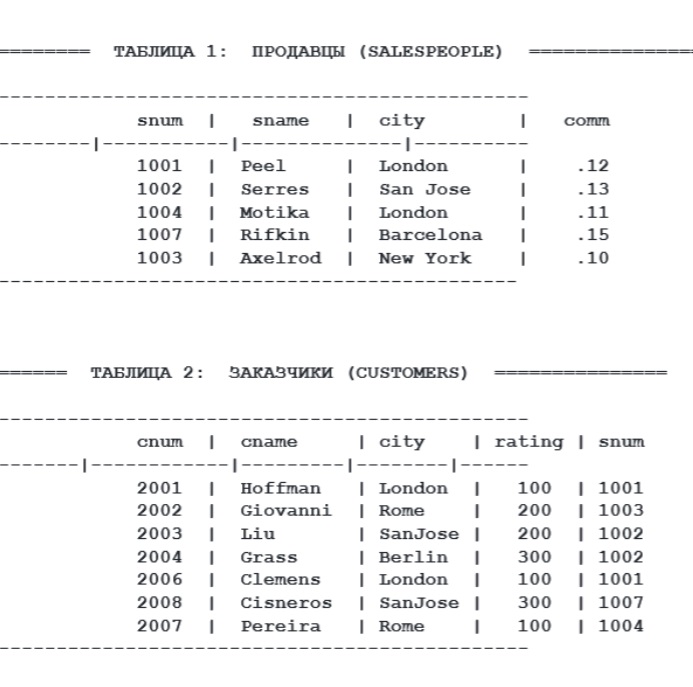 ======== ТАБЛИЦА 1: ПРОДАВЦЫ (SALESPEOPLE) ===============
----------------------------------------------
snum | sname | city | comm
--------|-----------|--------------|----------
1001 | Peel | London | .12
1002 | Serres | San Jose | .13
1004 | Motika | London | .11
1007 | Rifkin | Barcelona | .15
1003 | Axelrod | New York | .10
---------------------------------------------
====== ТАБЛИЦА 2: ЗАКАЗЧИКИ (CUSTOMERS) ===============
----------------------------------------------
cnum | cname | city | rating | snum
-------|------------|---------|--------|------
2001 | Hoffman | London | 100 | 1001
2002 | Giovanni | Rome | 200 | 1003
2003 | Liu | SanJose | 200 | 1002
2004 | Grass | Berlin | 300 | 1002
2006 | Clemens | London | 100 | 1001
2008 | Cisneros | SanJose | 300 | 1007
2007 | Pereira | Rome | 100 | 1004
----------------------------------------------